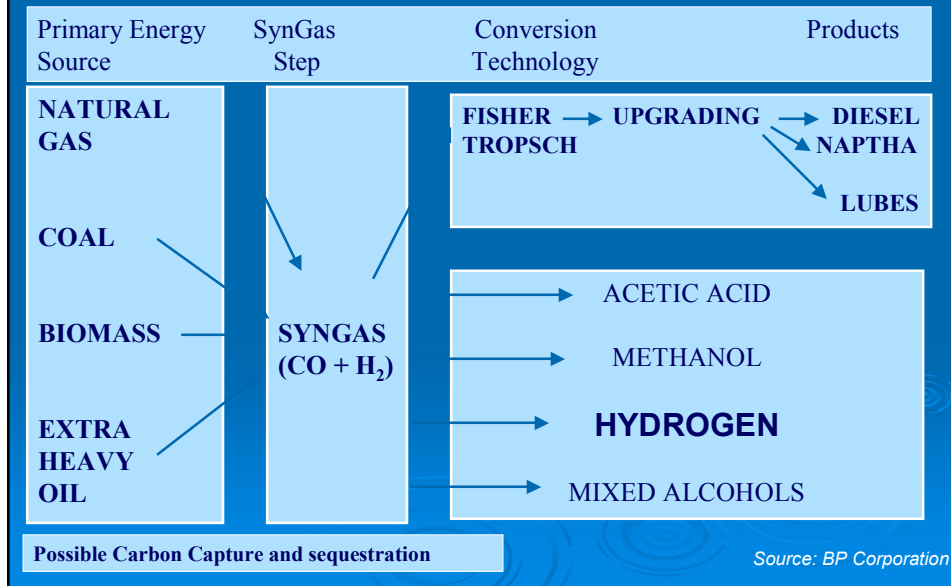 Primary Energy Source
SynGas Step
Conversion Technology
Products
NATURAL
GAS
COAL
BIOMASS
EXTRA
HEAVY
OIL
SYNGAS
(CO + H₂)
FISHER
TROPSCH
UPGRADING
DIESEL
NAPTHA
LUBES
ACETIC ACID
METHANOL
HYDROGEN
MIXED ALCOHOLS
Possible Carbon Capture and sequestration
Source: BP Corporation